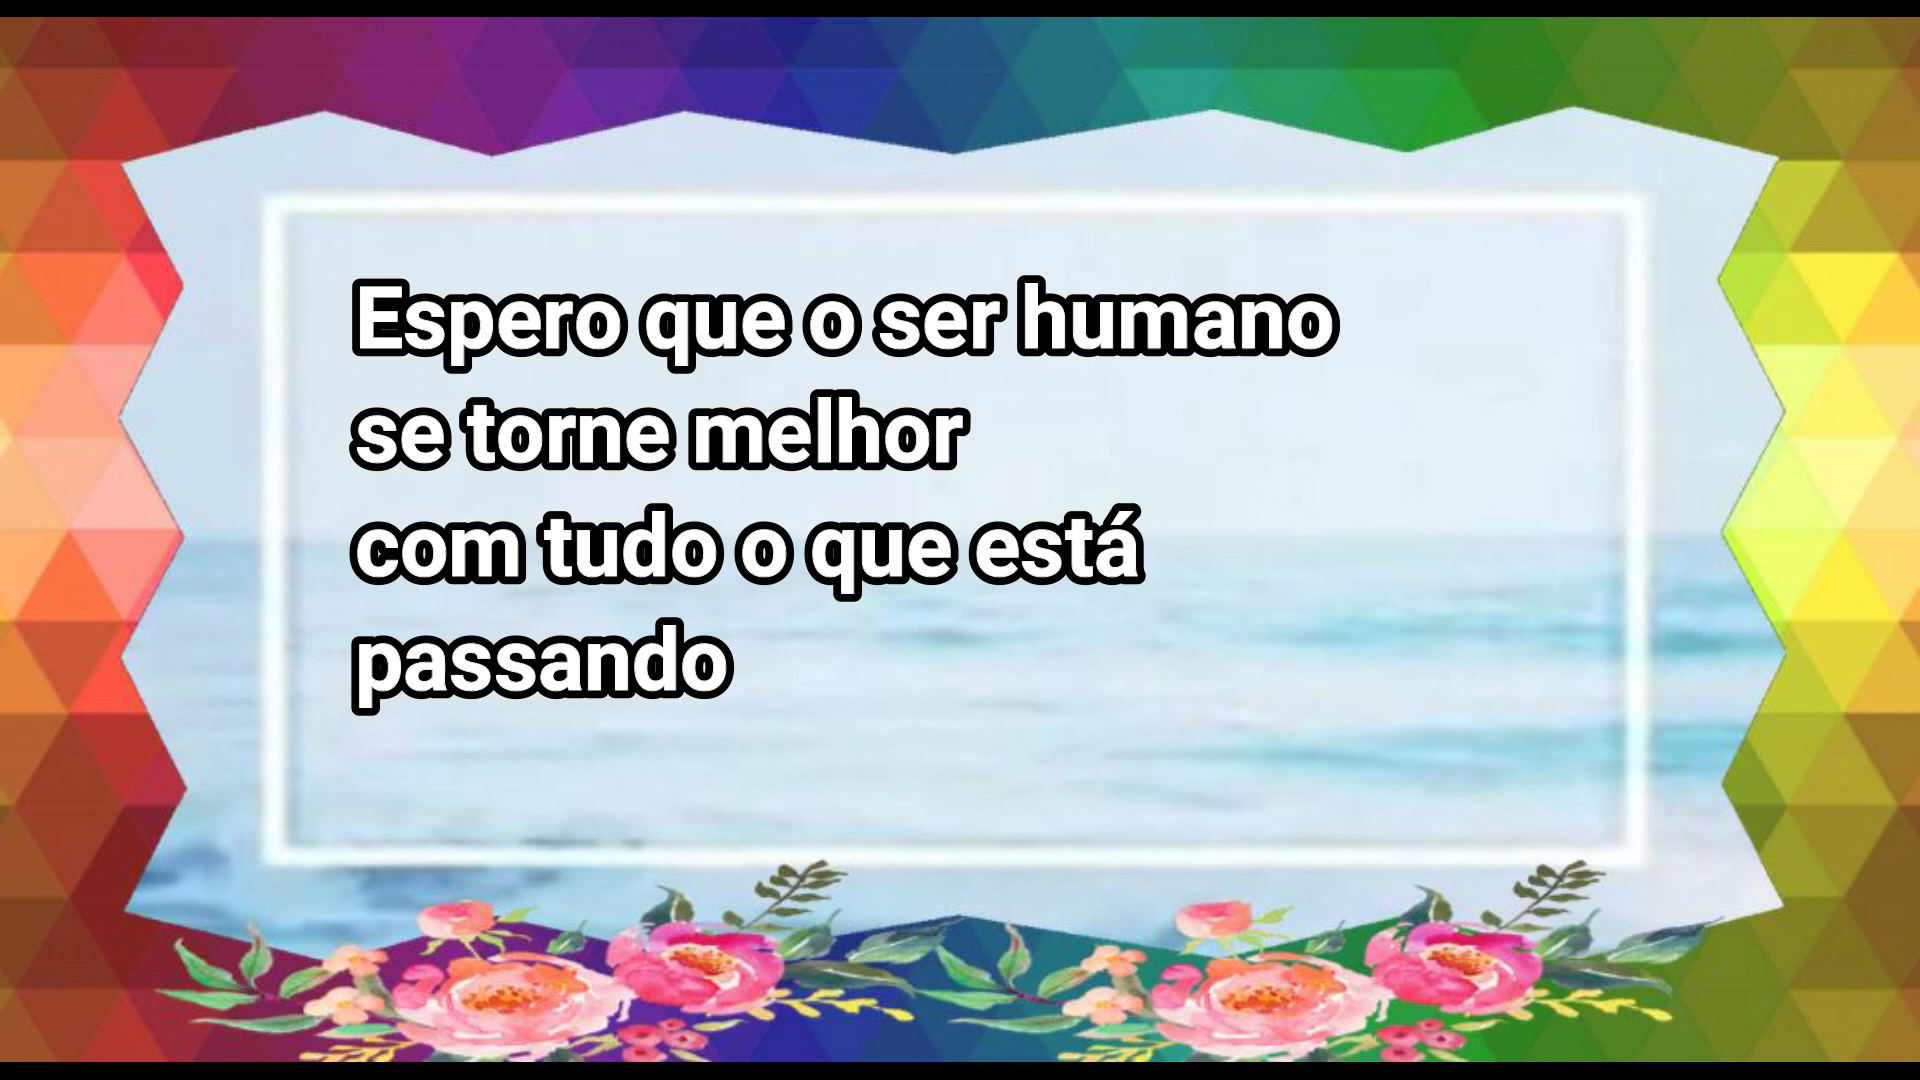 Espero que o ser humano
se torne melhor
com tudo o que está
passando